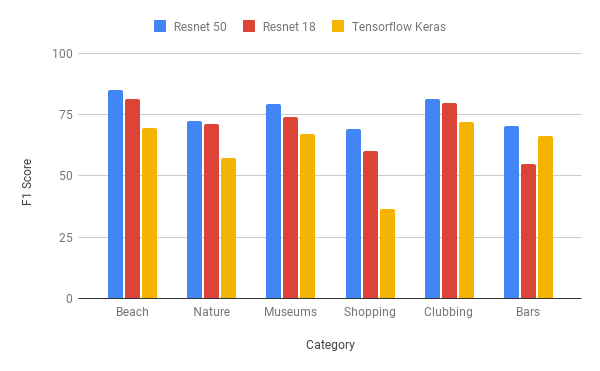 Resnet 50 Resnet 18 Tensorflow Keras
100
75
50
25
0
F1 Score
Beach Nature Museums Shopping Clubbing Bars
Category